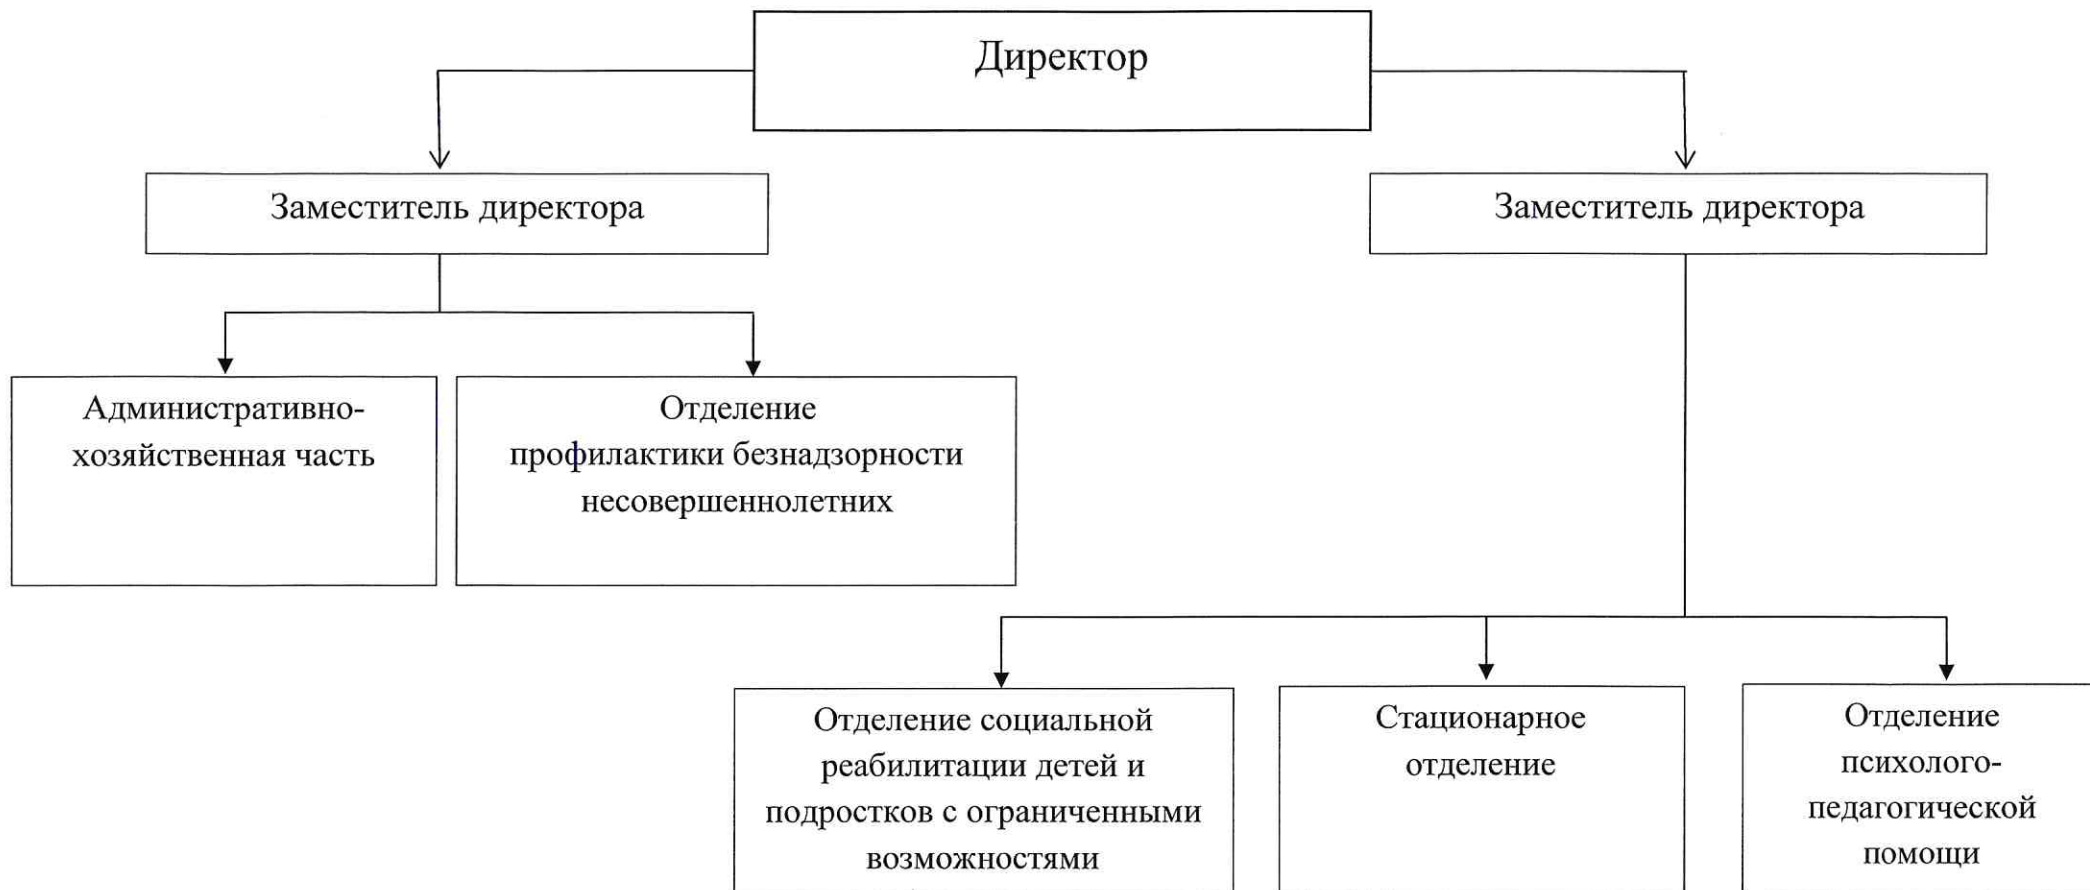 Директор
Заместитель директора
Заместитель директора
Административно-
хозяйственная часть
Отделение
профилактики безнадзорности
несовершеннолетних
Отделение социальной
реабилитации детей и
подростков с ограниченными
возможностями
Стационарное
отделение
Отделение
психолого-
педагогической
помощи